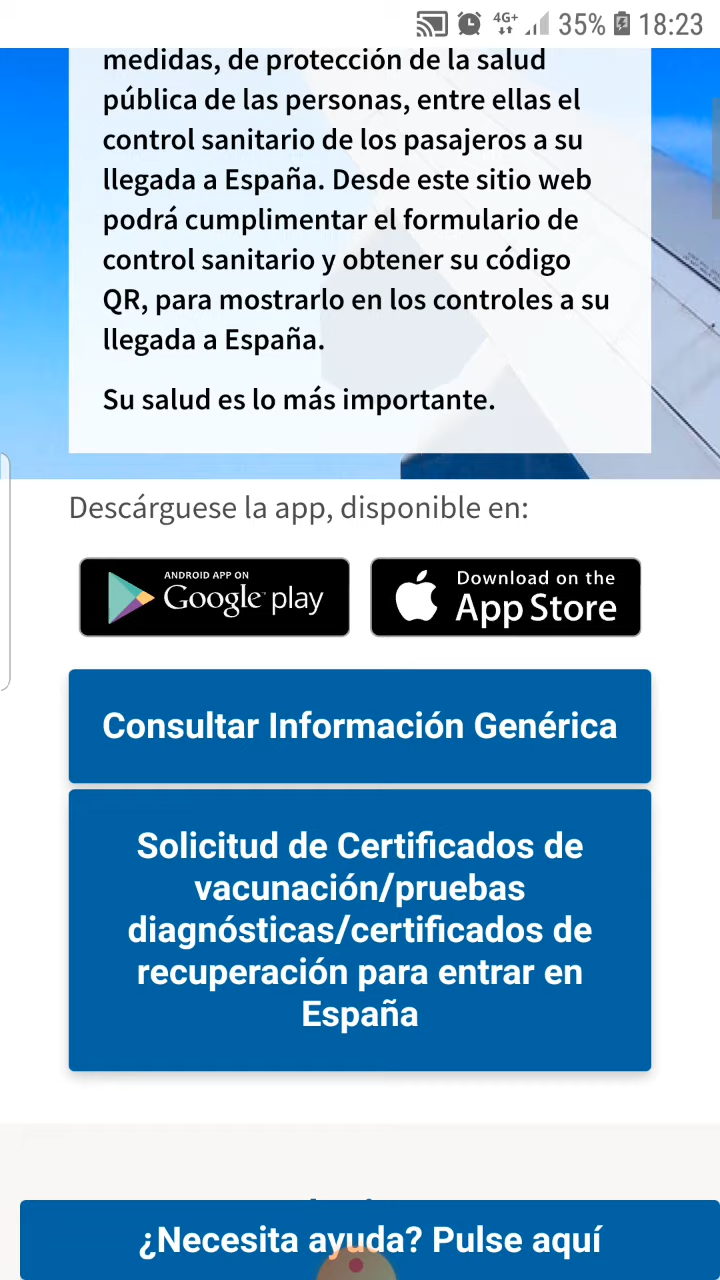 4G+ 35% 18:23
medidas, de protección de la salud
pública de las personas, entre ellas el
control sanitario de los pasajeros a su
llegada a España. Desde este sitio web
podrá cumplimentar el formulario de
control sanitario y obtener su código
QR, para mostrarlo en los controles a su
llegada a España.
Su salud es lo más importante.
Descárguese la app, disponible en:
ANDROID APP ON
Google play
Download on the
App Store
Consultar Información Genérica
Solicitud de Certificados de
vacunación/pruebas
diagnósticas/certificados de
recuperación para entrar en
España
¿Necesita ayuda? Pulse aquí